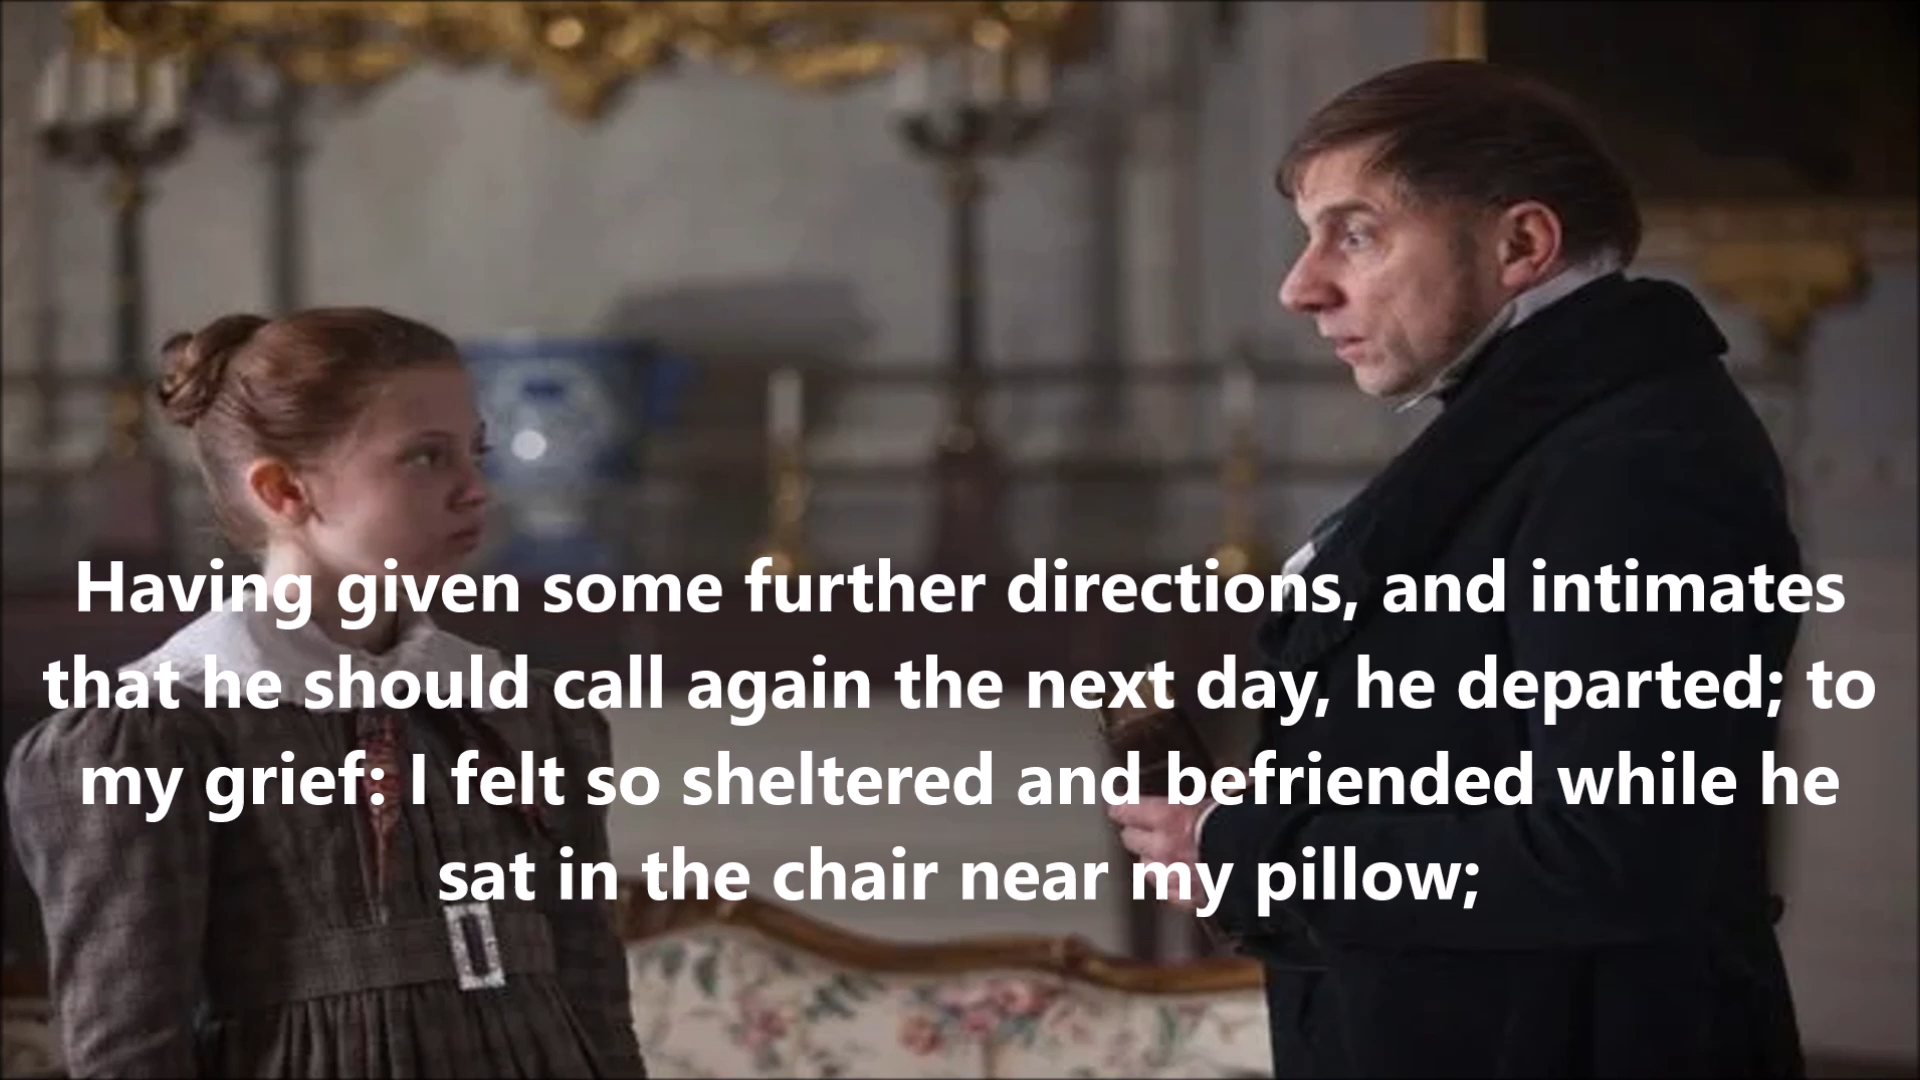 Having given some further directions, and intimates
that he should call again the next day, he departed; to
my grief: I felt so sheltered and befriended while he
sat in the chair near my pillow;